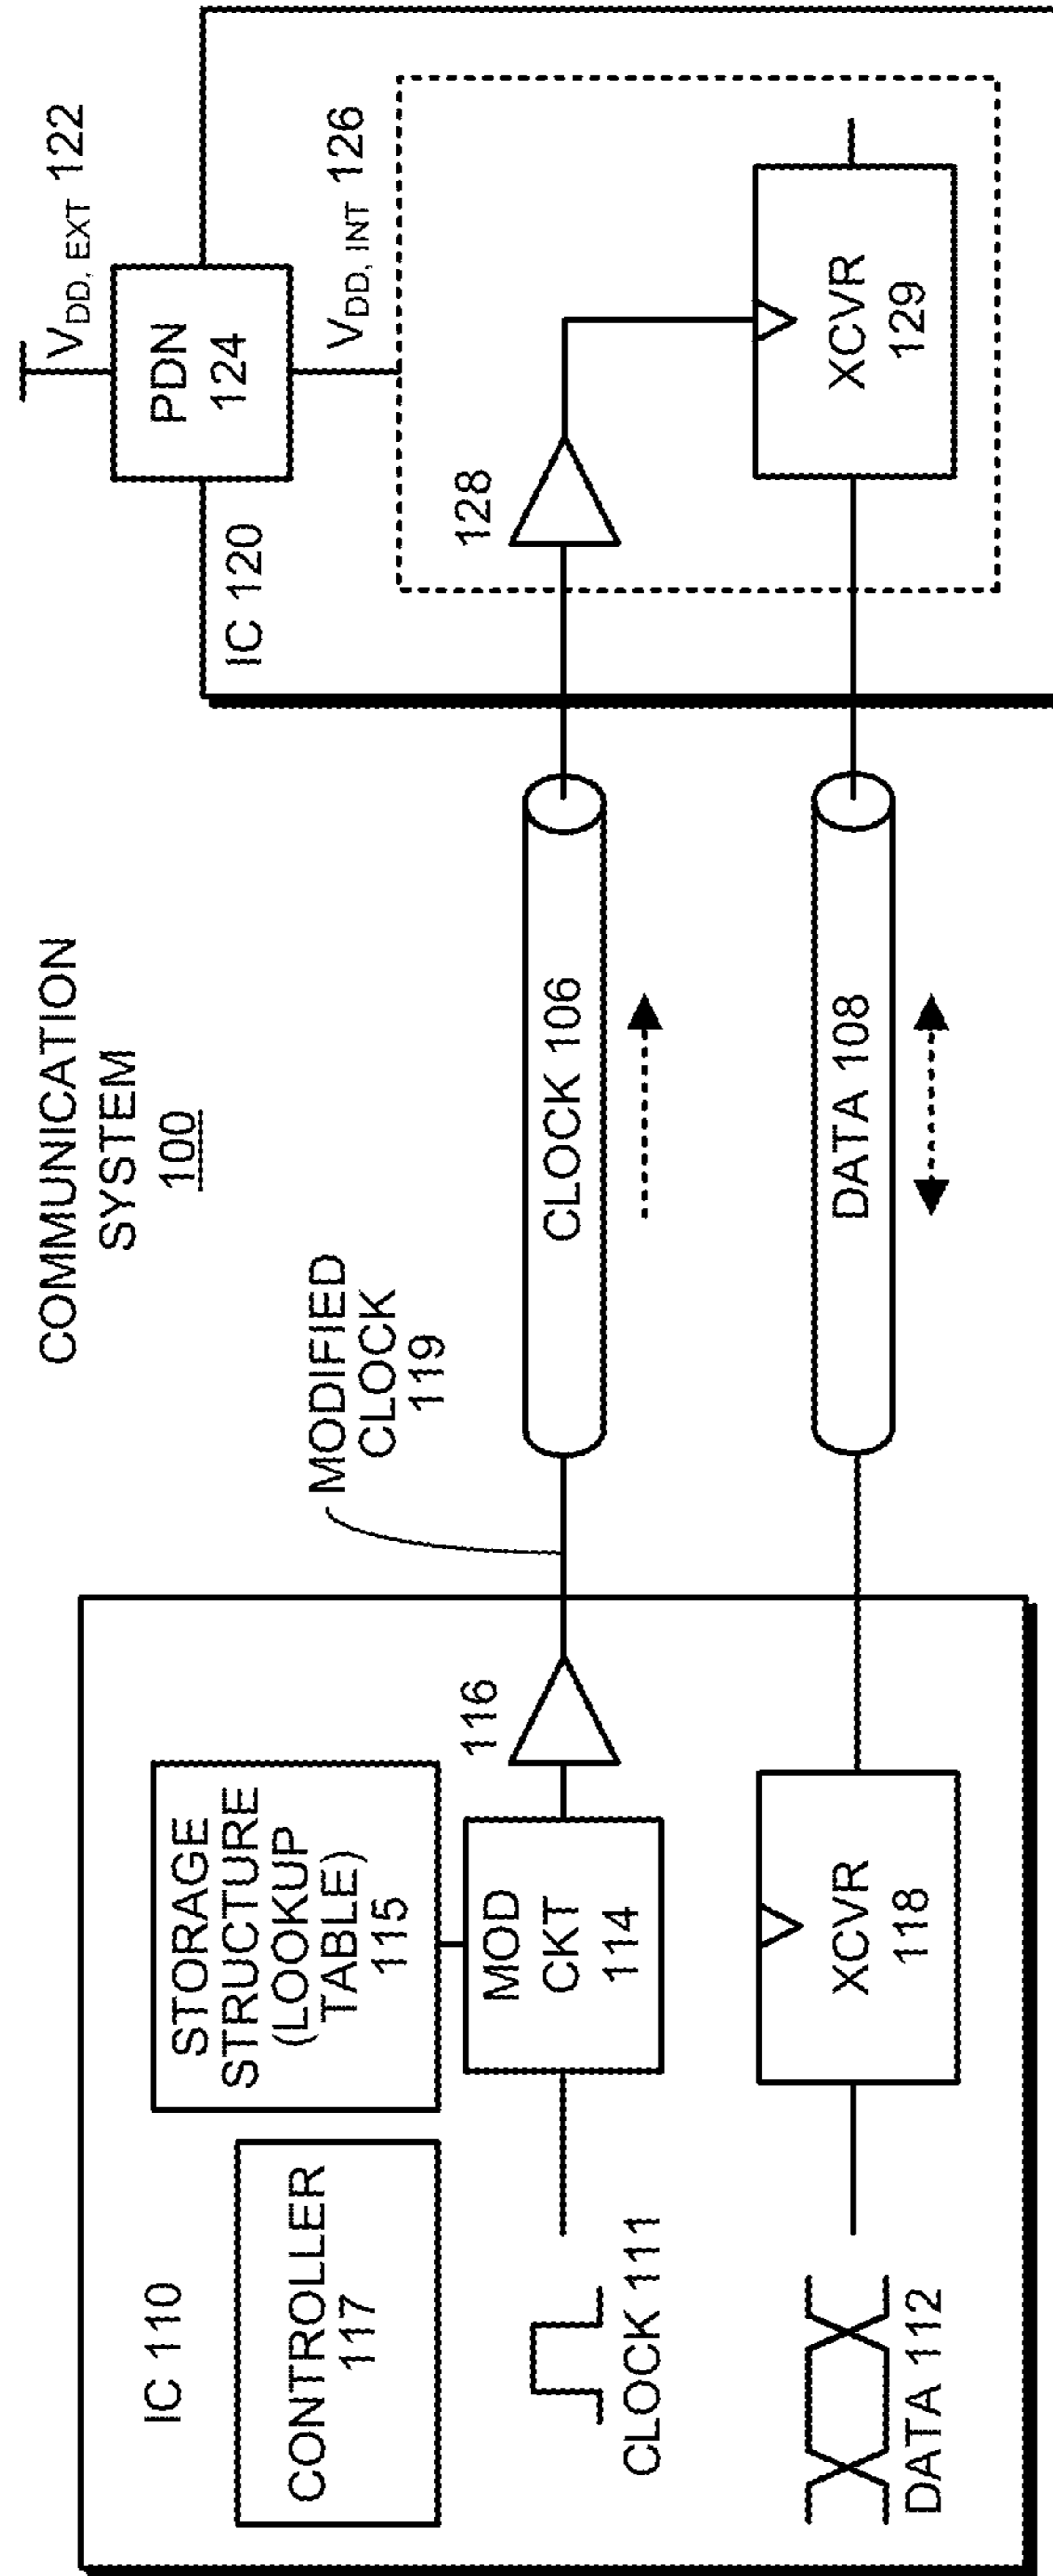 COMMUNICATION
SYSTEM
100
IC 110
CONTROLLER
117
STORAGE
STRUCTURE
(LOOKUP
TABLE)
115
CLOCK 111
MOD
CKT
114
116
MODIFIED
CLOCK
119
DATA 112
XCVR
118
CLOCK 106
DATA 108
IC 120
VDD, EXT 122
PDN
124
VDD, INT 126
128
XCVR
129